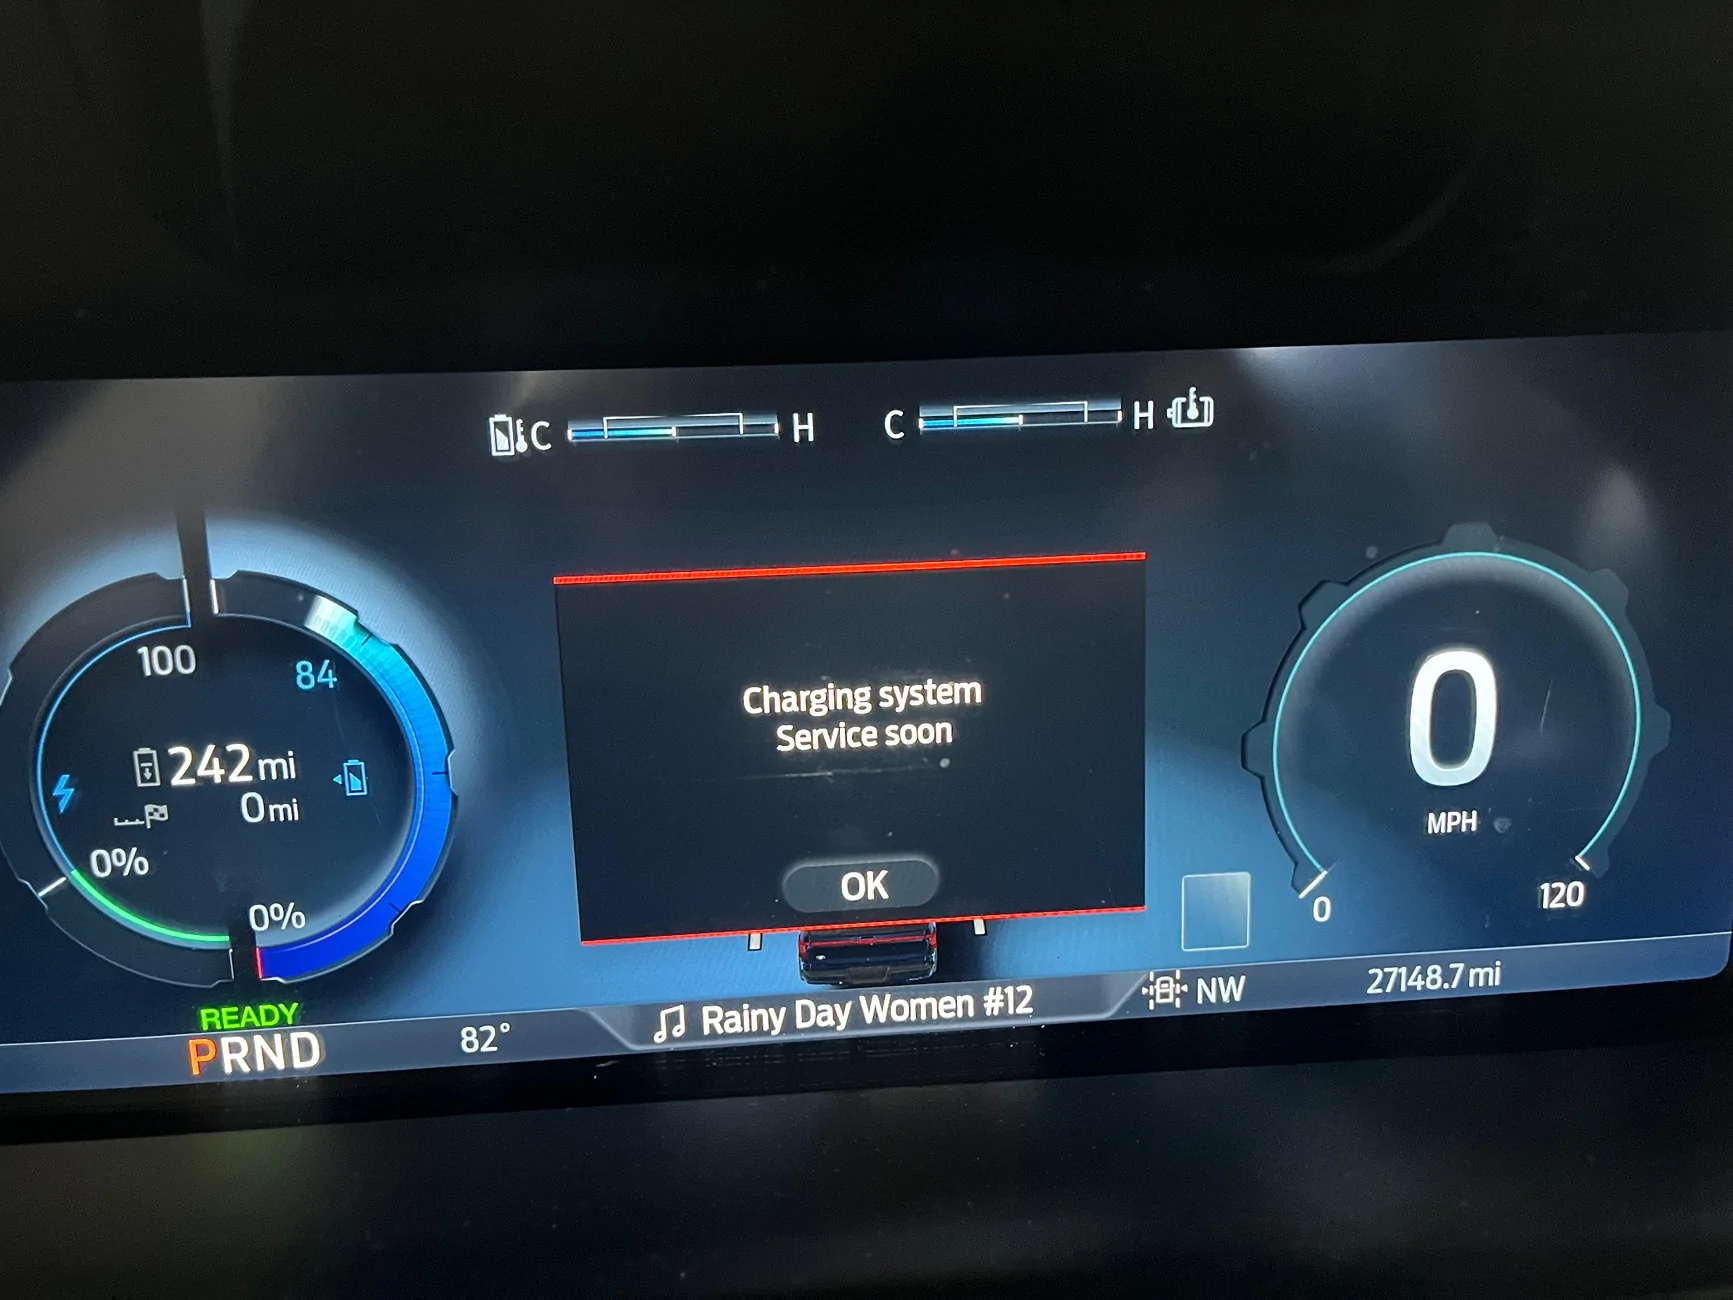 C H C H
100
84
242mi
0mi
0%
0%
READY
PRND
82°
Charging system
Service soon
OK
Rainy Day Women #12
NW
0
MPH
0
120
27148.7mi